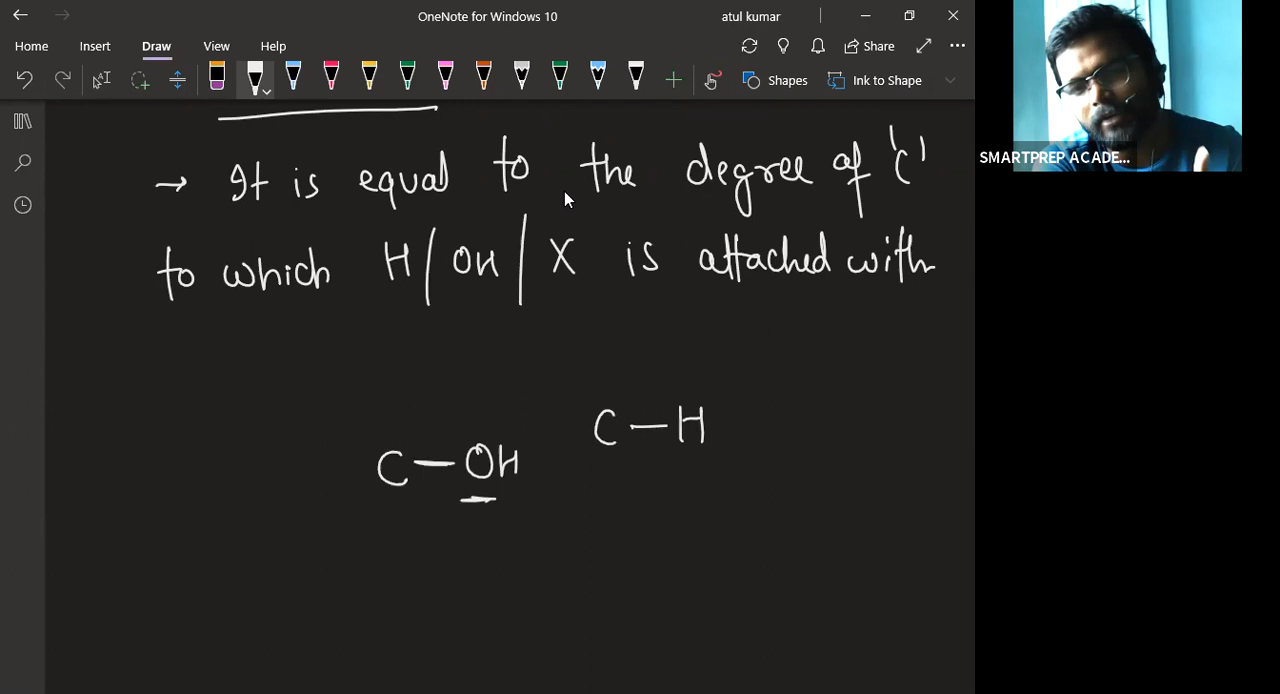 OneNote for Windows 10
atul kumar
Home Insert Draw View Help
Share
Shapes
Ink to Shape
SMARTPREP ACADE...
→ It is equal to the degree of 'C'
to which H/OH/X is attached with
C—H
C—OH